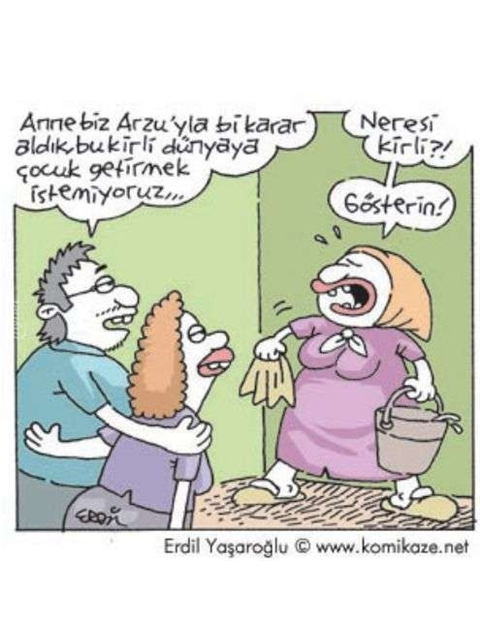 Anne biz Arzu'yla bi karar
aldık, bu kirli dünyaya
çocuk getirmek
istemiyoruz...
Neresi
kirli?!
Gösterin!
ERDİL
Erdil Yaşaroğlu © www.komikaze.net